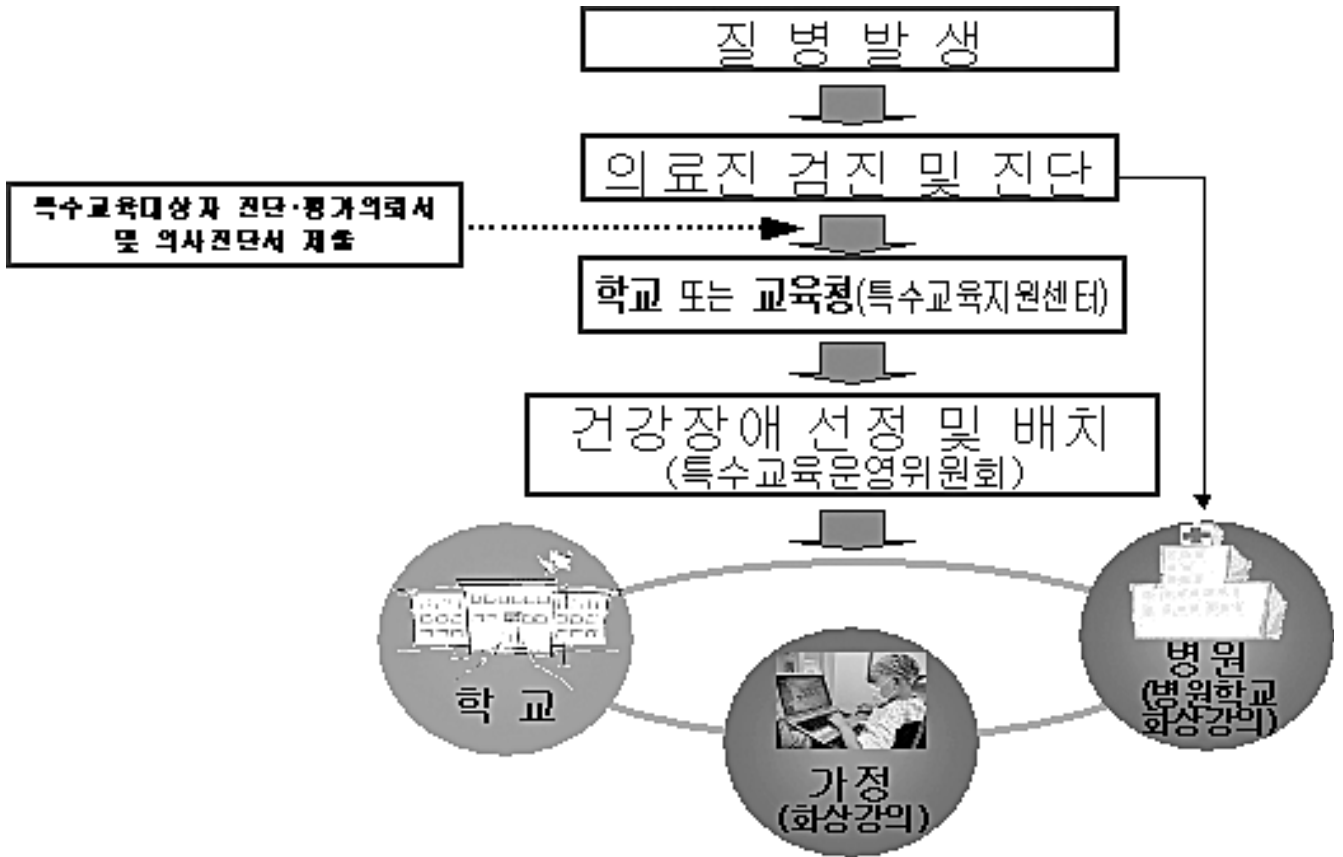 질 병 발 생
의료진 검진 및 진단
특수교육대상자 진단·평가의뢰서
및 의사진단서 제출
학교 또는 교육청(특수교육지원센터)
건강장애 선정 및 배치
(특수교육운영위원회)
학 교
가정
(화상강의)
병원
(병원학교
화상강의)